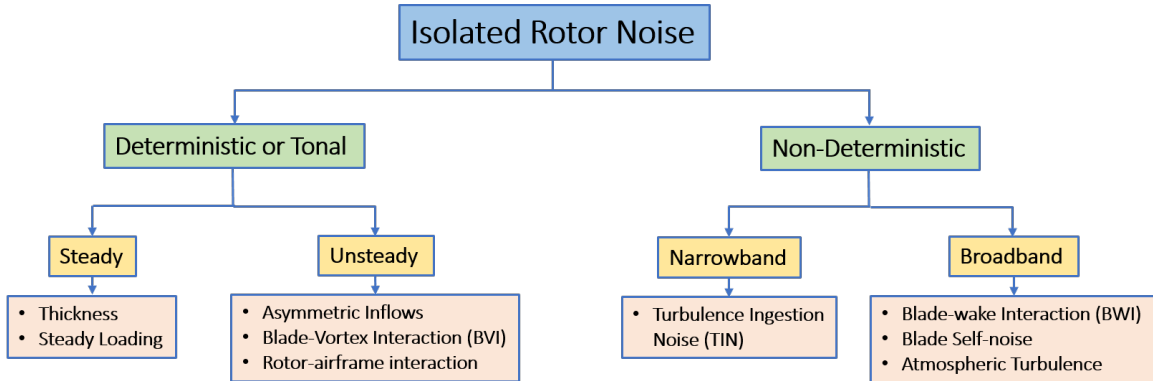 Isolated Rotor Noise
Deterministic or Tonal
Non-Deterministic
Steady
Unsteady
Narrowband
Broadband
• Thickness
• Steady Loading
• Asymmetric Inflows
• Blade-Vortex Interaction (BVI)
• Rotor-airframe interaction
• Turbulence Ingestion
Noise (TIN)
• Blade-wake Interaction (BWI)
• Blade Self-noise
• Atmospheric Turbulence